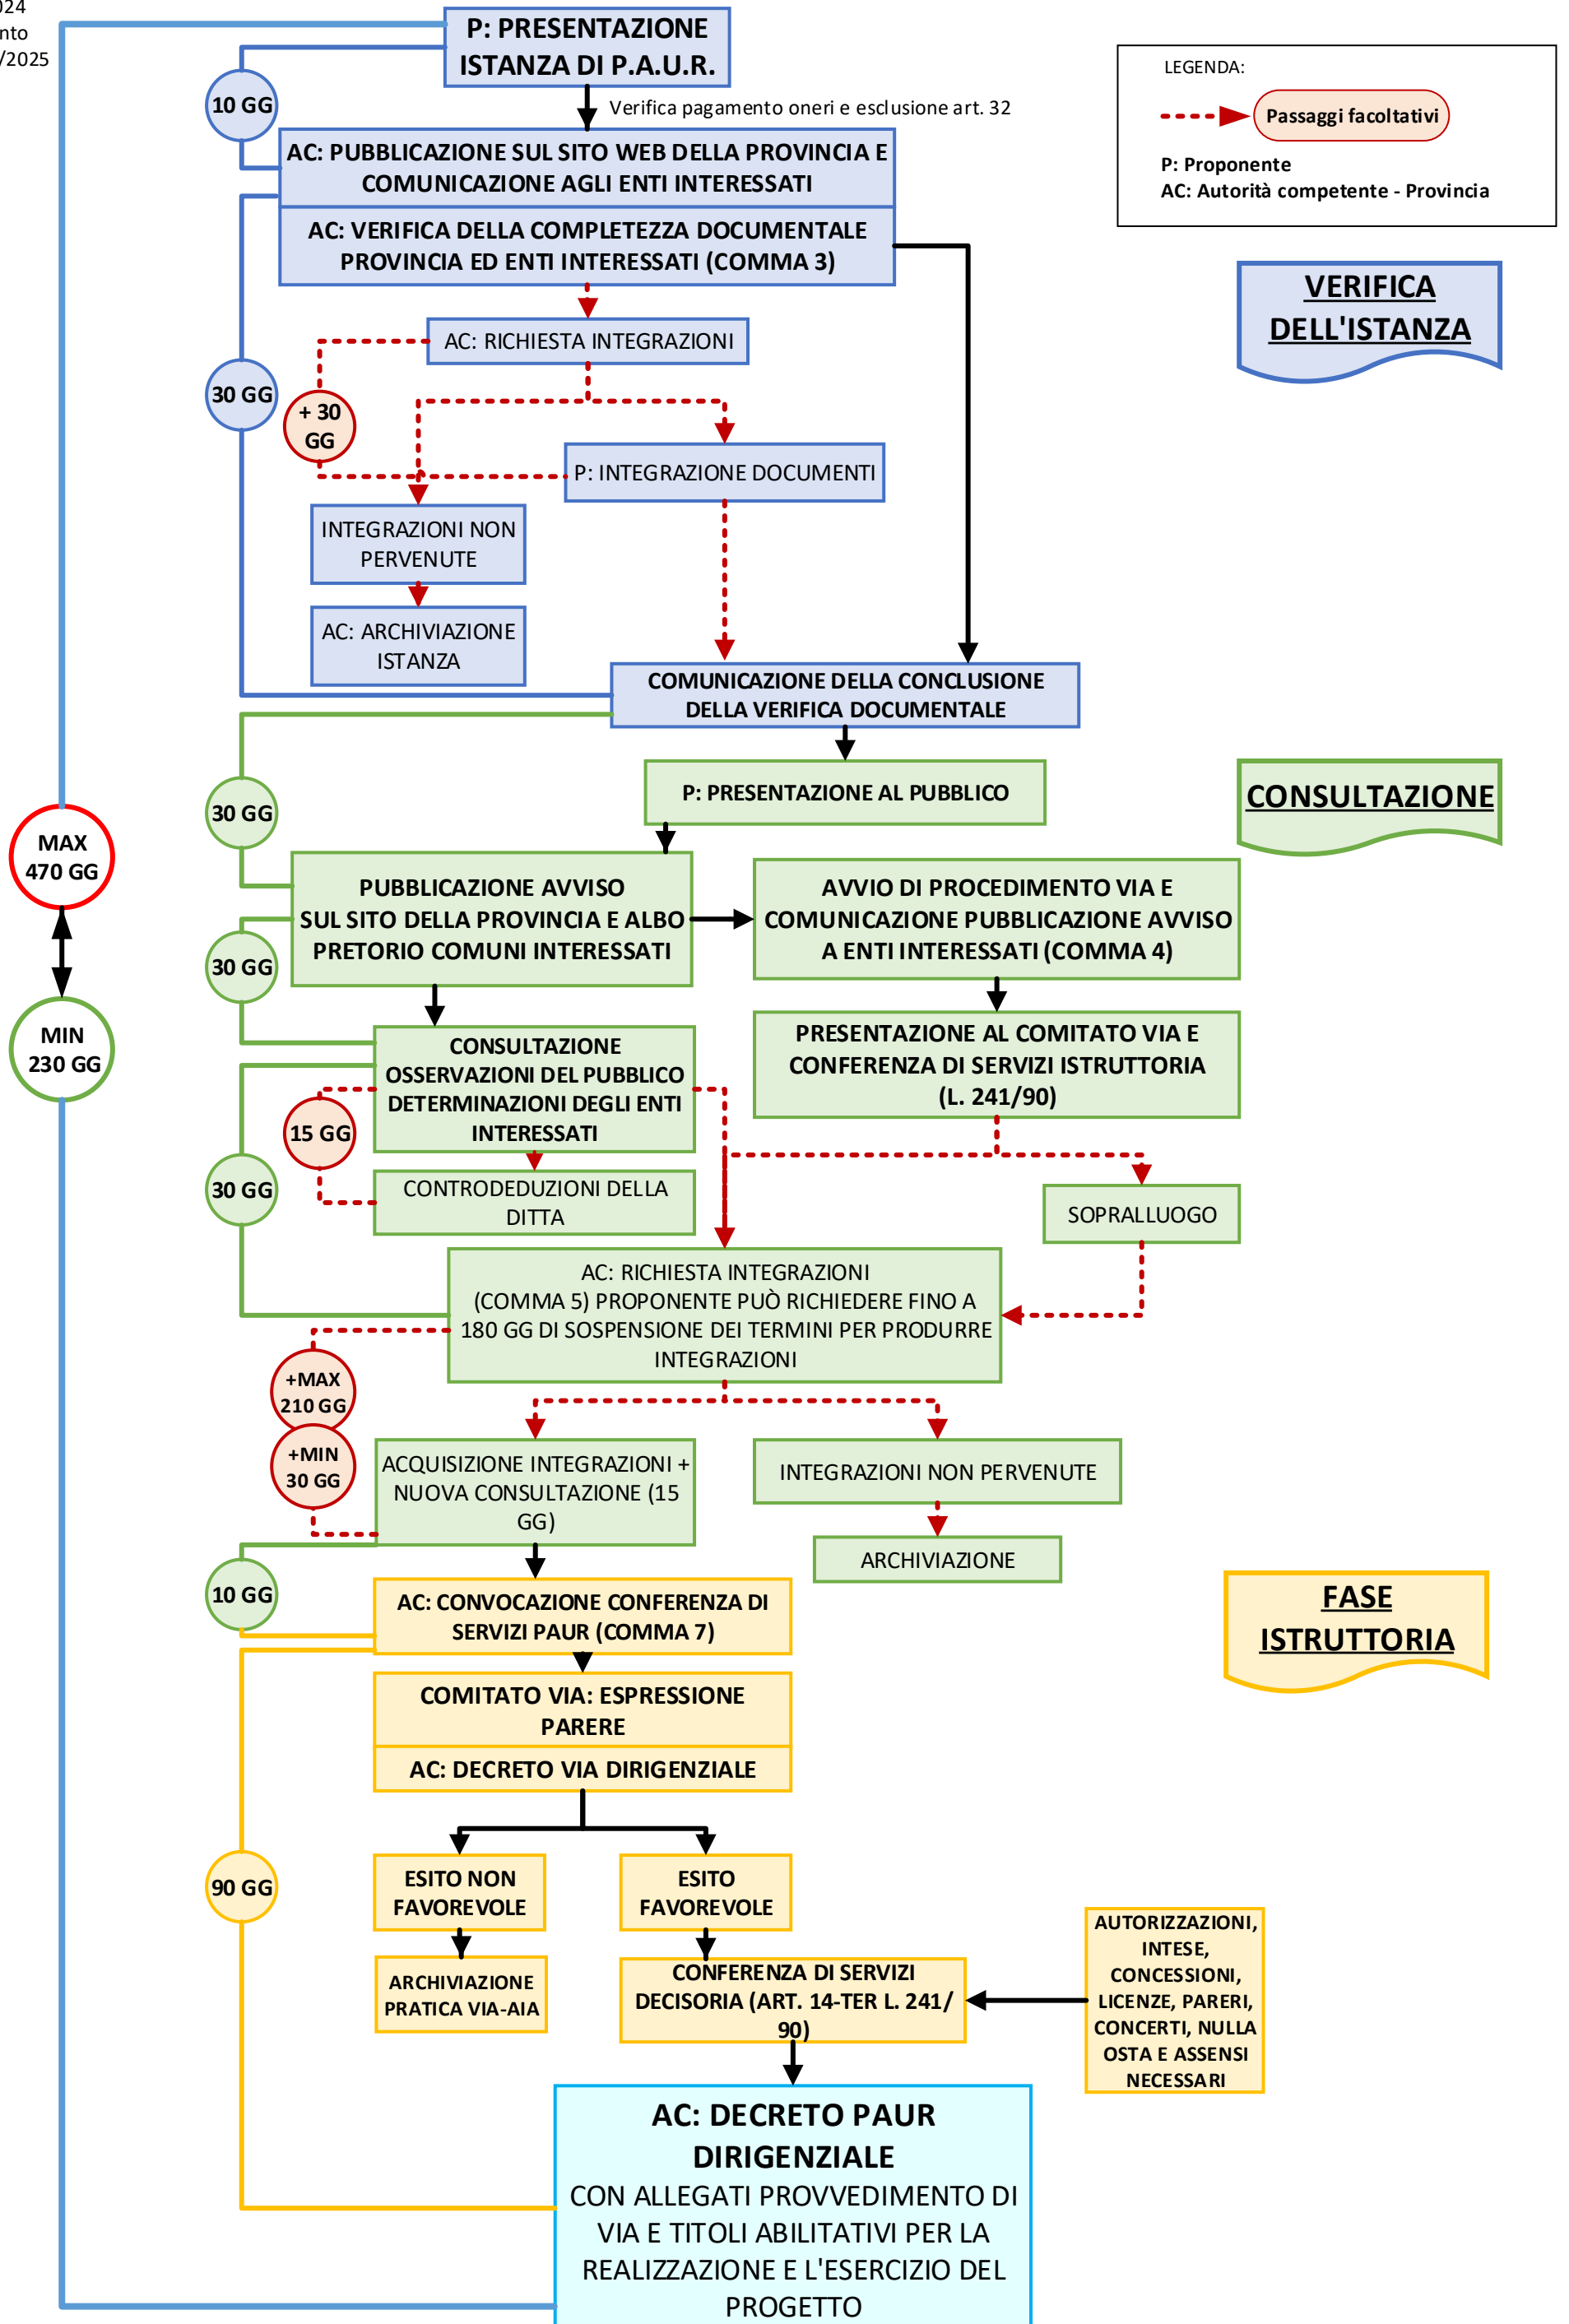 024
nto
/2025
P: PRESENTAZIONE
ISTANZA DI P.A.U.R.
10 GG
Verifica pagamento oneri e esclusione art. 32
LEGENDA:
Passaggi facoltativi
P: Proponente
AC: Autorità competente - Provincia
AC: PUBBLICAZIONE SUL SITO WEB DELLA PROVINCIA E
COMUNICAZIONE AGLI ENTI INTERESSATI
AC: VERIFICA DELLA COMPLETEZZA DOCUMENTALE
PROVINCIA ED ENTI INTERESSATI (COMMA 3)
VERIFICA
DELL'ISTANZA
AC: RICHIESTA INTEGRAZIONI
30 GG
+ 30
GG
P: INTEGRAZIONE DOCUMENTI
INTEGRAZIONI NON
PERVENUTE
AC: ARCHIVIAZIONE
ISTANZA
COMUNICAZIONE DELLA CONCLUSIONE
DELLA VERIFICA DOCUMENTALE
P: PRESENTAZIONE AL PUBBLICO
CONSULTAZIONE
30 GG
MAX
470 GG
PUBBLICAZIONE AVVISO
SUL SITO DELLA PROVINCIA E ALBO
PRETORIO COMUNI INTERESSATI
AVVIO DI PROCEDIMENTO VIA E
COMUNICAZIONE PUBBLICAZIONE AVVISO
A ENTI INTERESSATI (COMMA 4)
30 GG
MIN
230 GG
CONSULTAZIONE
OSSERVAZIONI DEL PUBBLICO
DETERMINAZIONI DEGLI ENTI
INTERESSATI
PRESENTAZIONE AL COMITATO VIA E
CONFERENZA DI SERVIZI ISTRUTTORIA
(L. 241/90)
15 GG
30 GG
CONTRODEDUZIONI DELLA
DITTA
SOPRALLUOGO
AC: RICHIESTA INTEGRAZIONI
(COMMA 5) PROPONENTE PUÒ RICHIEDERE FINO A
180 GG DI SOSPENSIONE DEI TERMINI PER PRODURRE
INTEGRAZIONI
+MAX
210 GG
+MIN
30 GG
ACQUISIZIONE INTEGRAZIONI +
NUOVA CONSULTAZIONE (15
GG)
INTEGRAZIONI NON PERVENUTE
ARCHIVIAZIONE
10 GG
AC: CONVOCAZIONE CONFERENZA DI
SERVIZI PAUR (COMMA 7)
FASE
ISTRUTTORIA
COMITATO VIA: ESPRESSIONE
PARERE
AC: DECRETO VIA DIRIGENZIALE
90 GG
ESITO NON
FAVOREVOLE
ESITO
FAVOREVOLE
ARCHIVIAZIONE
PRATICA VIA-AIA
CONFERENZA DI SERVIZI
DECISORIA (ART. 14-TER L. 241/
90)
AUTORIZZAZIONI,
INTESE,
CONCESSIONI,
LICENZE, PARERI,
CONCERTI, NULLA
OSTA E ASSENSI
NECESSARI
AC: DECRETO PAUR
DIRIGENZIALE
CON ALLEGATI PROVVEDIMENTO DI
VIA E TITOLI ABILITATIVI PER LA
REALIZZAZIONE E L'ESERCIZIO DEL
PROGETTO